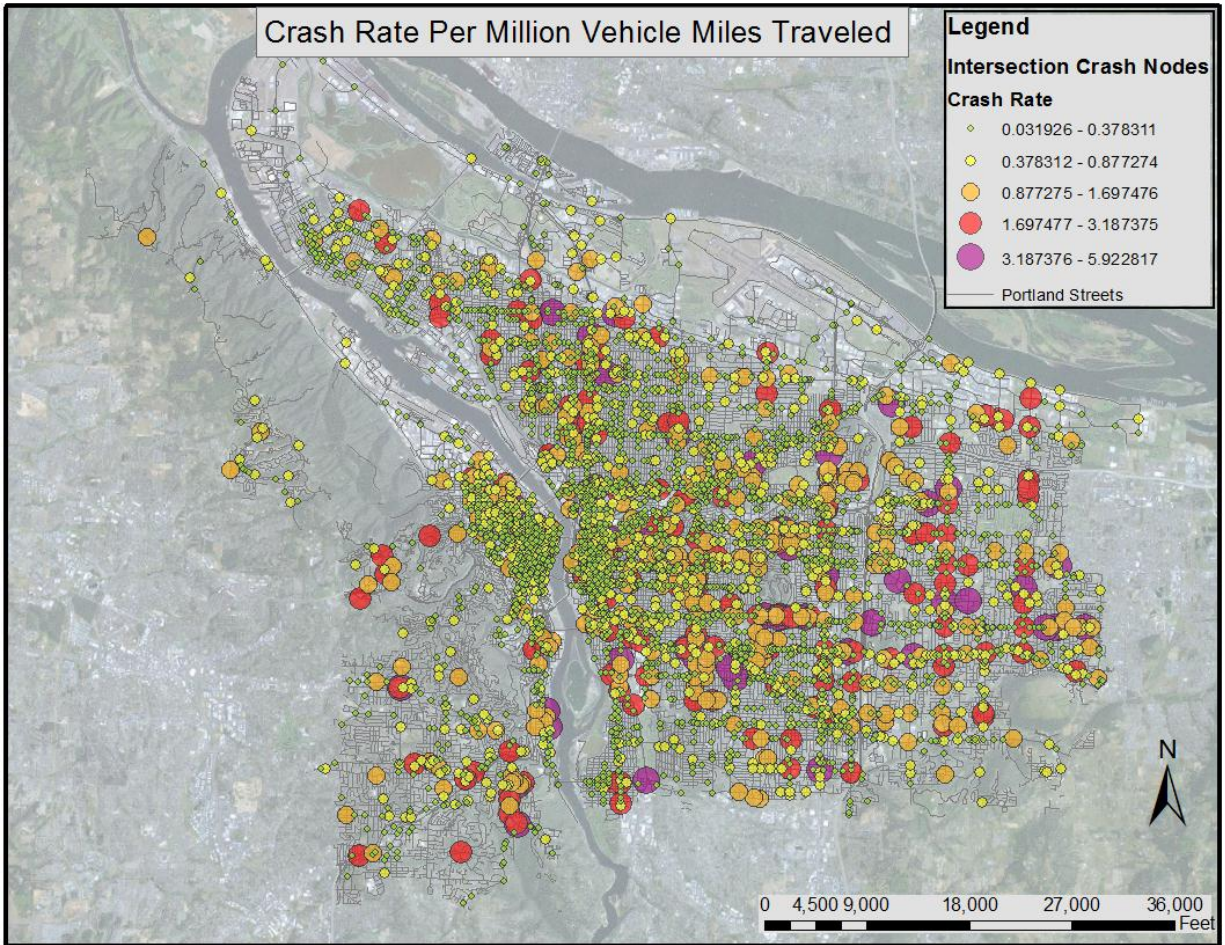 Crash Rate Per Million Vehicle Miles Traveled
Legend
Intersection Crash Nodes
Crash Rate
0.031926 - 0.378311
0.378312 - 0.877274
0.877275 - 1.697476
1.697477 - 3.187375
3.187376 - 5.922817
Portland Streets
N
0 4,500 9,000 18,000 27,000 36,000
Feet